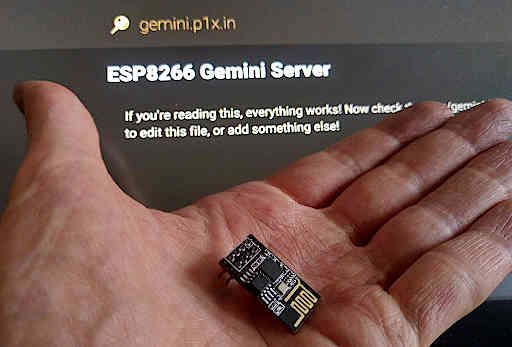 gemini.p1x.in
ESP8266 Gemini Server
If you're reading this, everything works! Now check
to edit this file, or add something else!